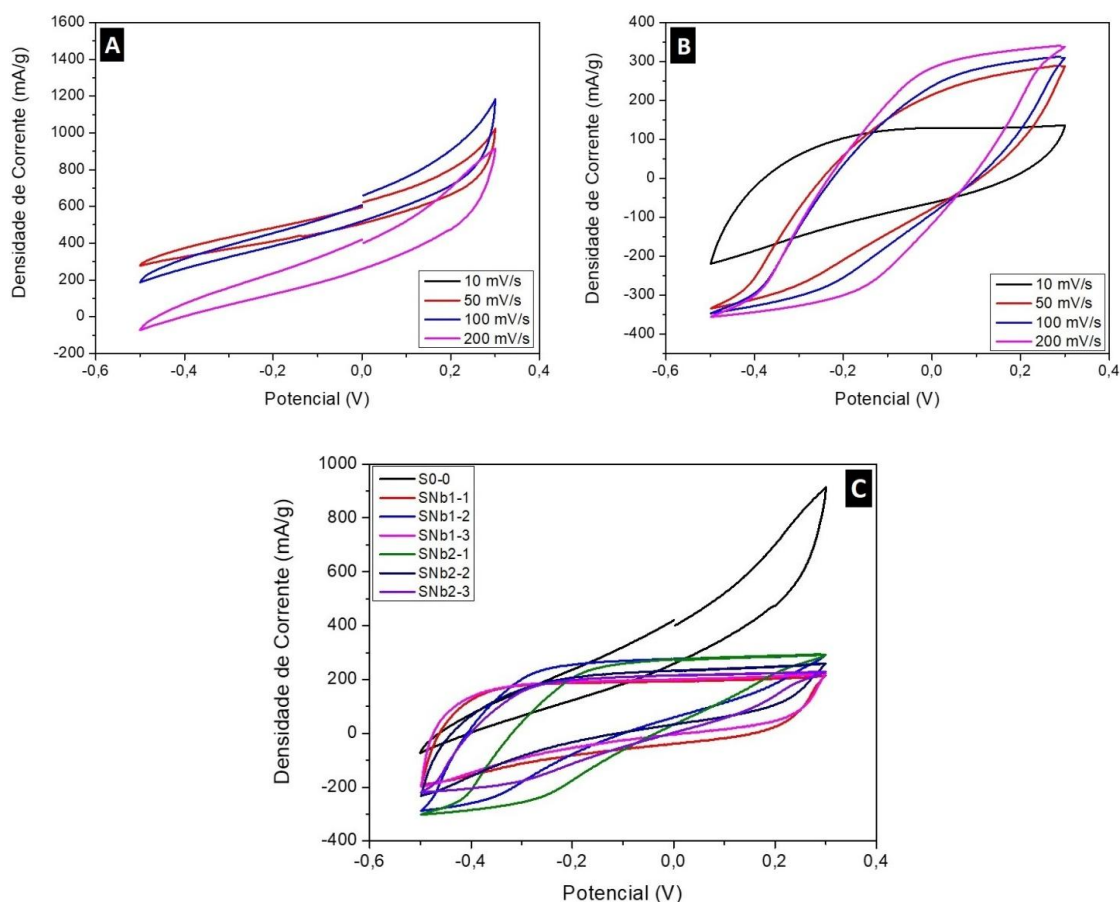 A
1600
1400
1200
1000
800
600
400
200
0
-200
-0,6
-0,4
-0,2
0,0
0,2
0,4
Densidade de Corrente (mA/g)
Potencial (V)
10 mV/s
50 mV/s
100 mV/s
200 mV/s
B
400
300
200
100
0
-100
-200
-300
-400
-0,6
-0,4
-0,2
0,0
0,2
0,4
Densidade de Corrente (mA/g)
Potencial (V)
10 mV/s
50 mV/s
100 mV/s
200 mV/s
C
1000
800
600
400
200
0
-200
-400
-0,6
-0,4
-0,2
0,0
0,2
0,4
Densidade de Corrente (mA/g)
Potencial (V)
S0-0
SNb1-1
SNb1-2
SNb1-3
SNb2-1
SNb2-2
SNb2-3